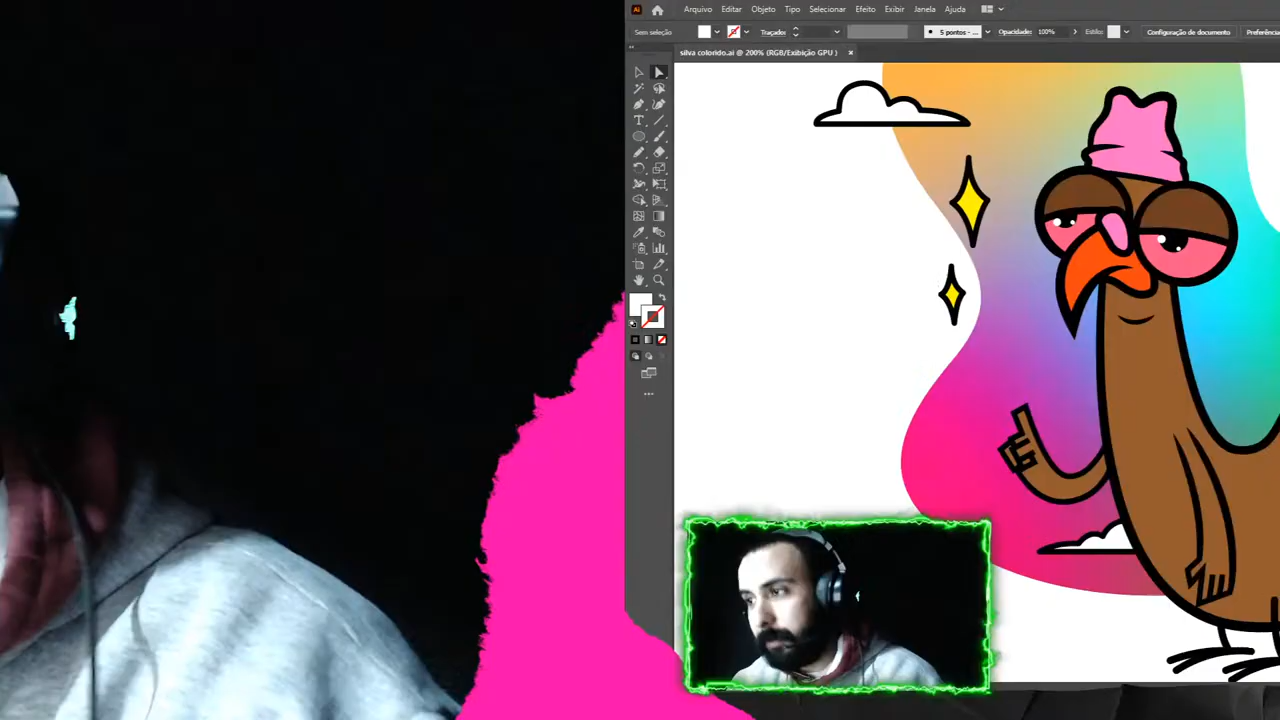 Ai
Arquivo Editar Objeto Tipo Selecionar Efeito Exibir Janela Ajuda
Sem seleção Traçado: 5 pontos - ... Opacidade: 100% Estilo: Configuração de documento Preferência
silva colorido.ai @ 200% (RGB/Exibição GPU ) ×